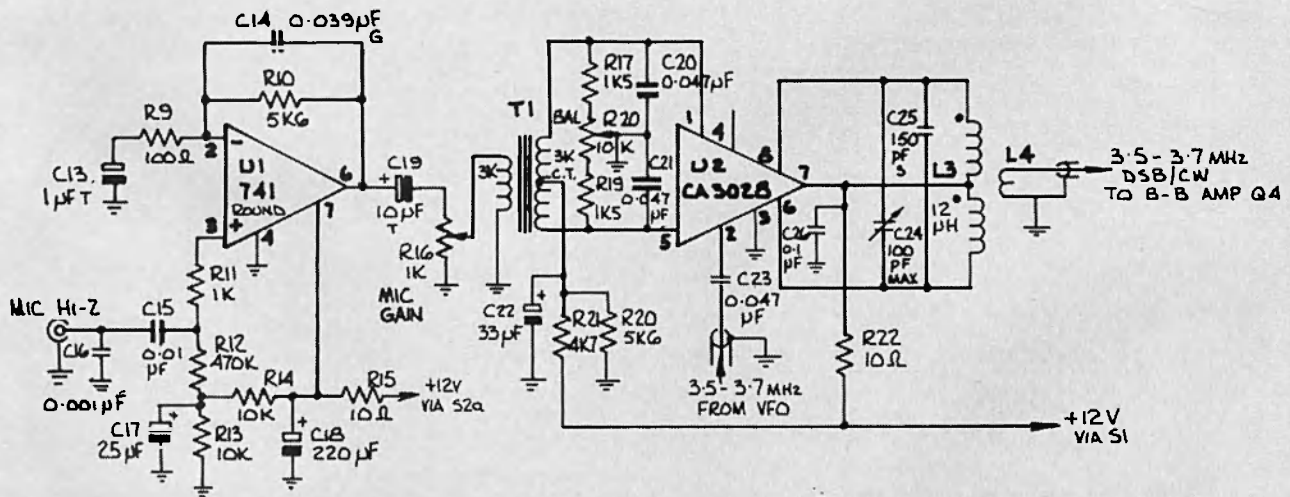 C14 0.039µF
G
R10
5K6
R9
100Ω
C13.
1µF T
2
-
U1
741
ROUND
6
7
3
+
4
C19
+
10µF
T
R16
1K
MIC
GAIN
R11
1K
MIC HI-Z
C15
0.01
µF
C16
0.001µF
R12
470K
R14
10K
R15
10Ω
+12V
VIA S2a
C17
+
25µF
R13
10K
+
C18
220µF
T1
3K
3K
C.T.
R17
1K5
BAL
R20
10K
R19
1K5
C20
0.047µF
C21
0.047
µF
1
4
U2
CA3028
8
7
6
3
2
5
C22
+
33µF
R21
4K7
R20
5K6
C23
0.047
µF
3.5-3.7 MHz
FROM VFO
C26
0.1
µF
R22
10Ω
C25
150
pF
S
C24
100
PF
MAX
L3
12
µH
L4
3.5-3.7 MHz
DSB/CW
TO B-B AMP Q4
+12V
VIA S1